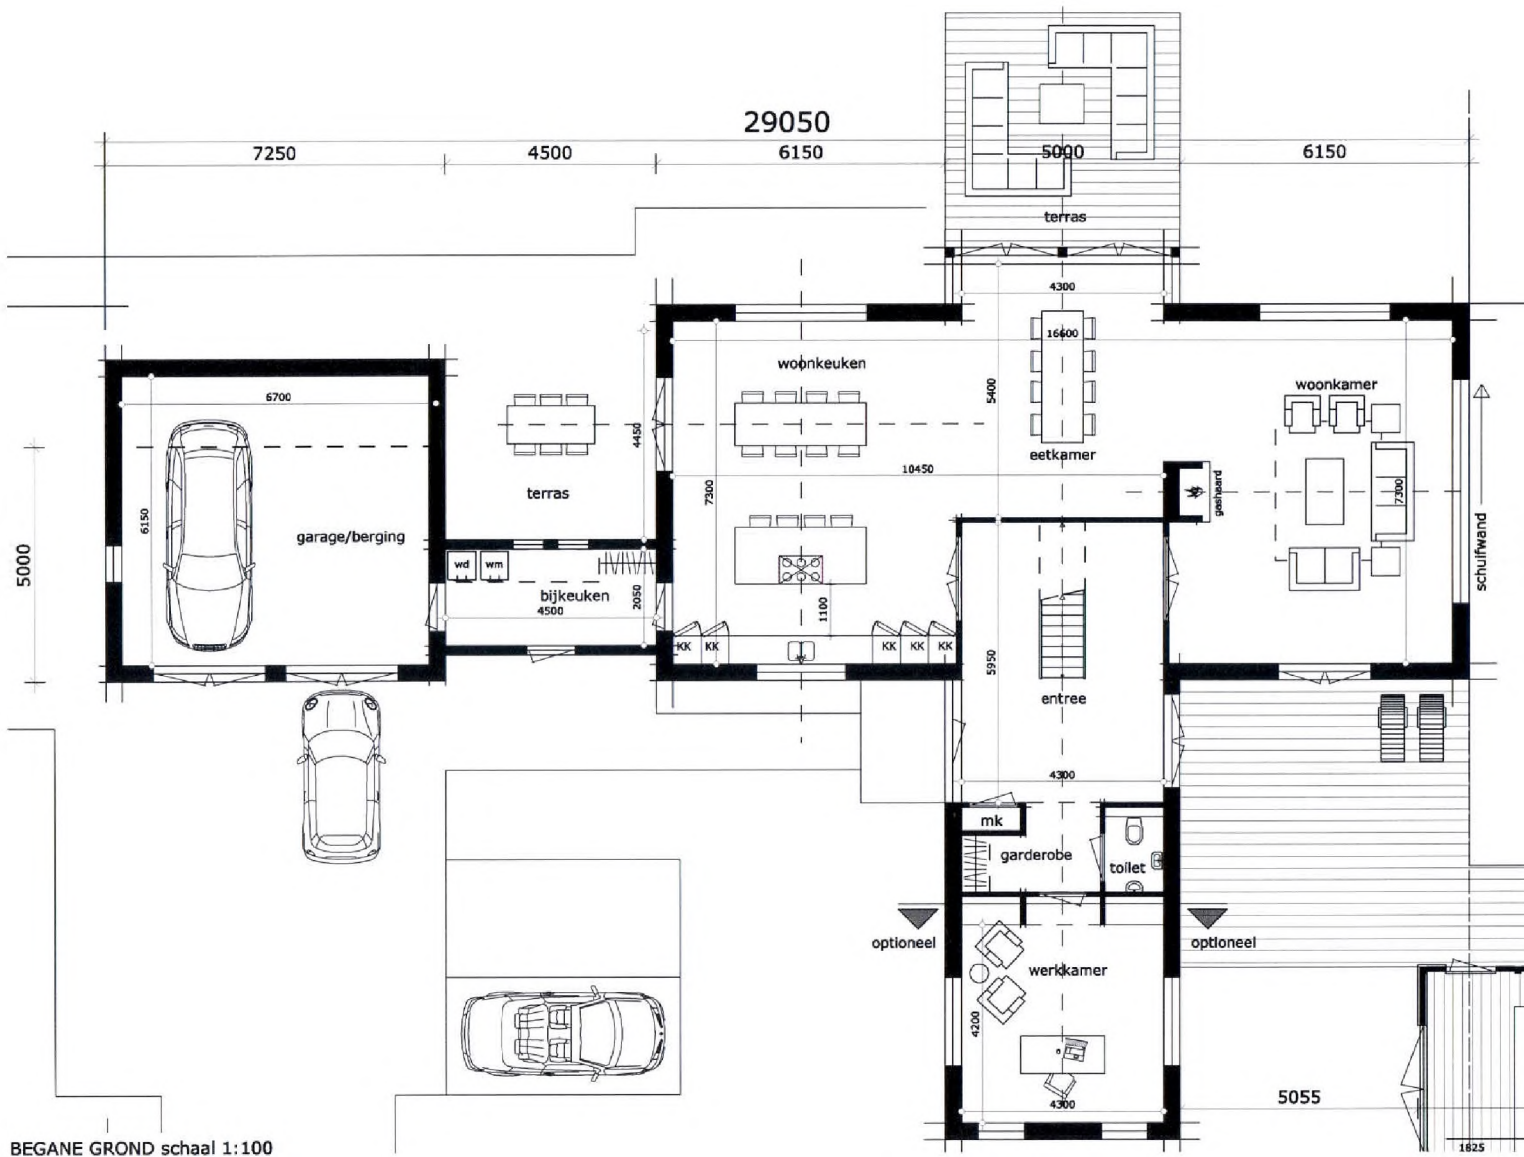 29050
7250 4500 6150 5000 6150
terras
4300
16600
woonkeuken
woonkamer
6700
5400
4450
eetkamer
10450
terras
7300
7300
gashaard
schuifwand
6150
garage/berging
5000
wd wm
bijkeuken
4500
2050
1100
KK KK KK KK KK
5950
entree
4300
mk
garderobe
toilet
optioneel
optioneel
werkkamer
4200
4300
5055
BEGANE GROND schaal 1:100
1825